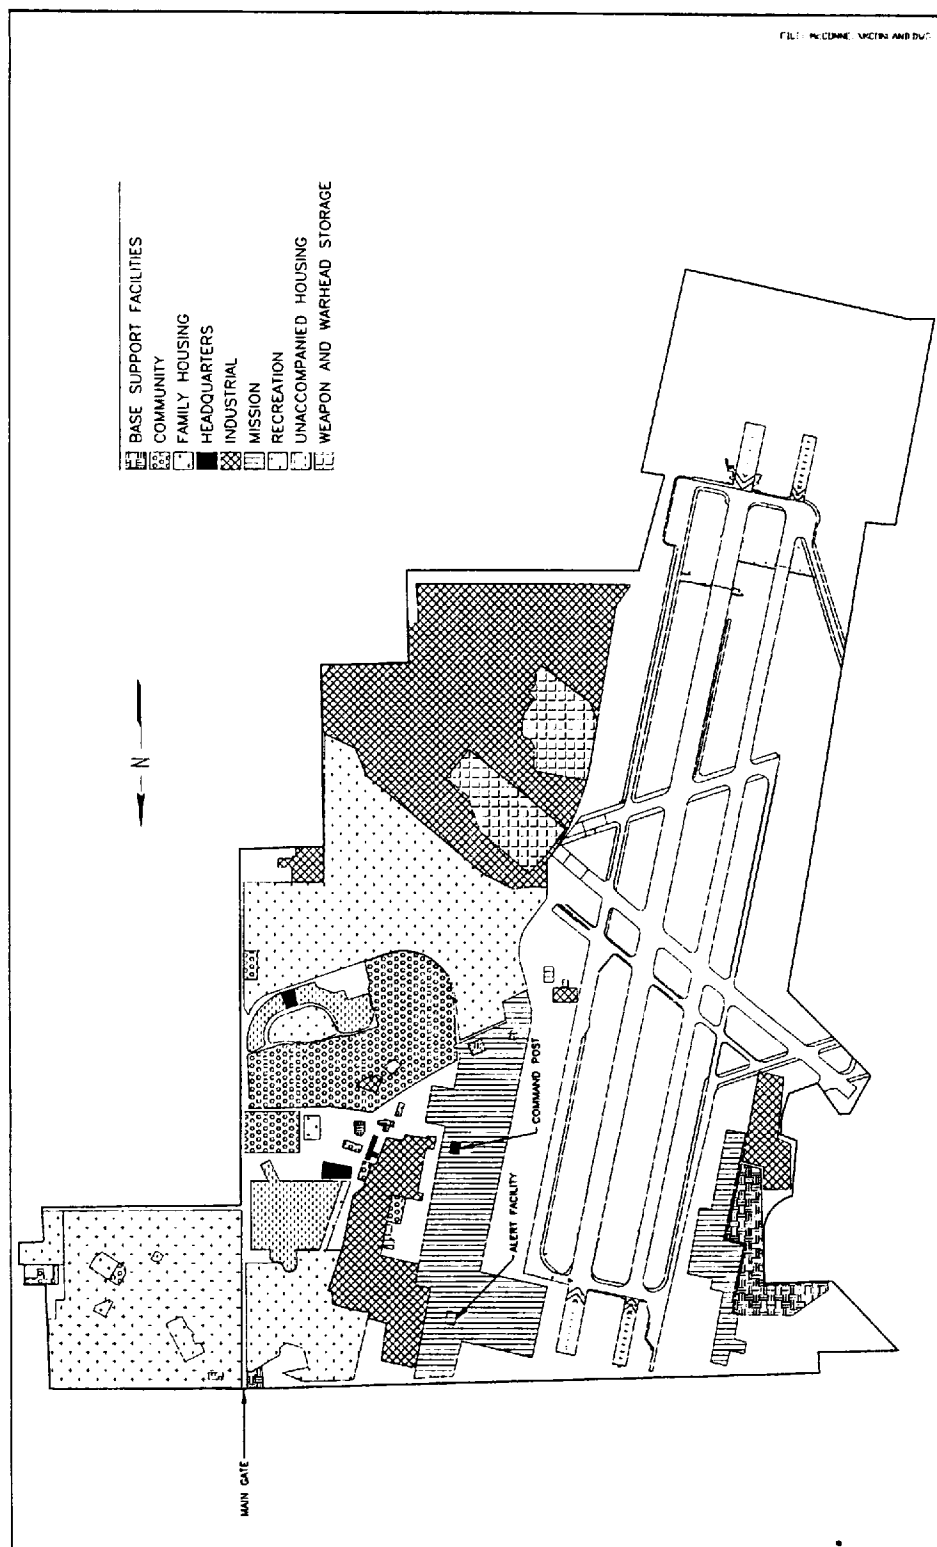 BASE SUPPORT FACILITIES
COMMUNITY
FAMILY HOUSING
HEADQUARTERS
INDUSTRIAL
MISSION
RECREATION
UNACCOMPANIED HOUSING
WEAPON AND WARHEAD STORAGE
N
COMMAND POST
ALERT FACILITY
MAIN GATE